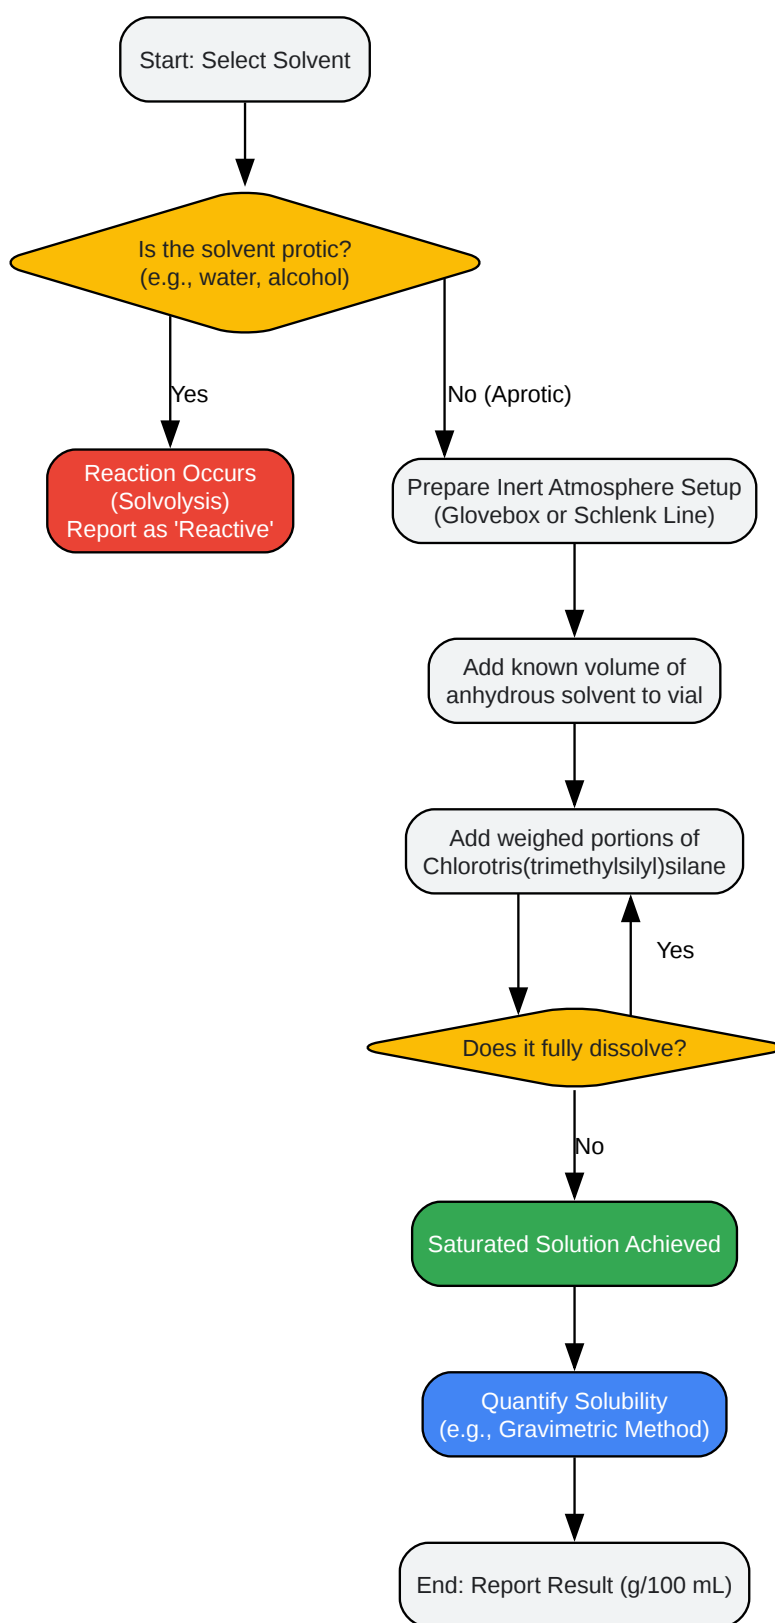 Start: Select Solvent
Is the solvent protic?
(e.g., water, alcohol)
Yes
No (Aprotic)
Reaction Occurs
(Solvolysis)
Report as 'Reactive'
Prepare Inert Atmosphere Setup
(Glovebox or Schlenk Line)
Add known volume of
anhydrous solvent to vial
Add weighed portions of
Chlorotris(trimethylsilyl)silane
Yes
Does it fully dissolve?
No
Saturated Solution Achieved
Quantify Solubility
(e.g., Gravimetric Method)
End: Report Result (g/100 mL)